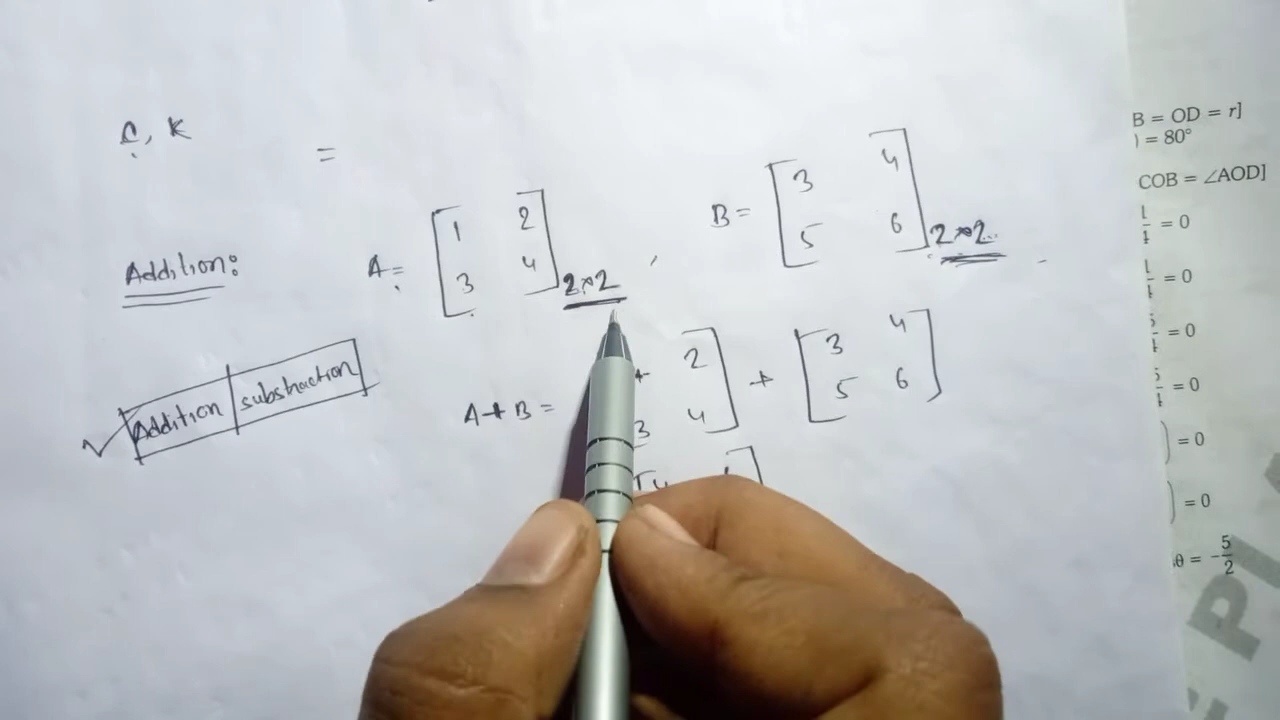 C, K
=
Addition:
A = [1 2
3 4] 2×2 ,
B = [3 4
5 6] 2×2
✓ Addition | substraction
A + B = [ 2
3 4] + [3 4
5 6]
B = OD = r]
) = 80°
COB = ∠AOD]
= 0
= 0
= 0
= 0
) = 0
) = 0
θ = -5/2